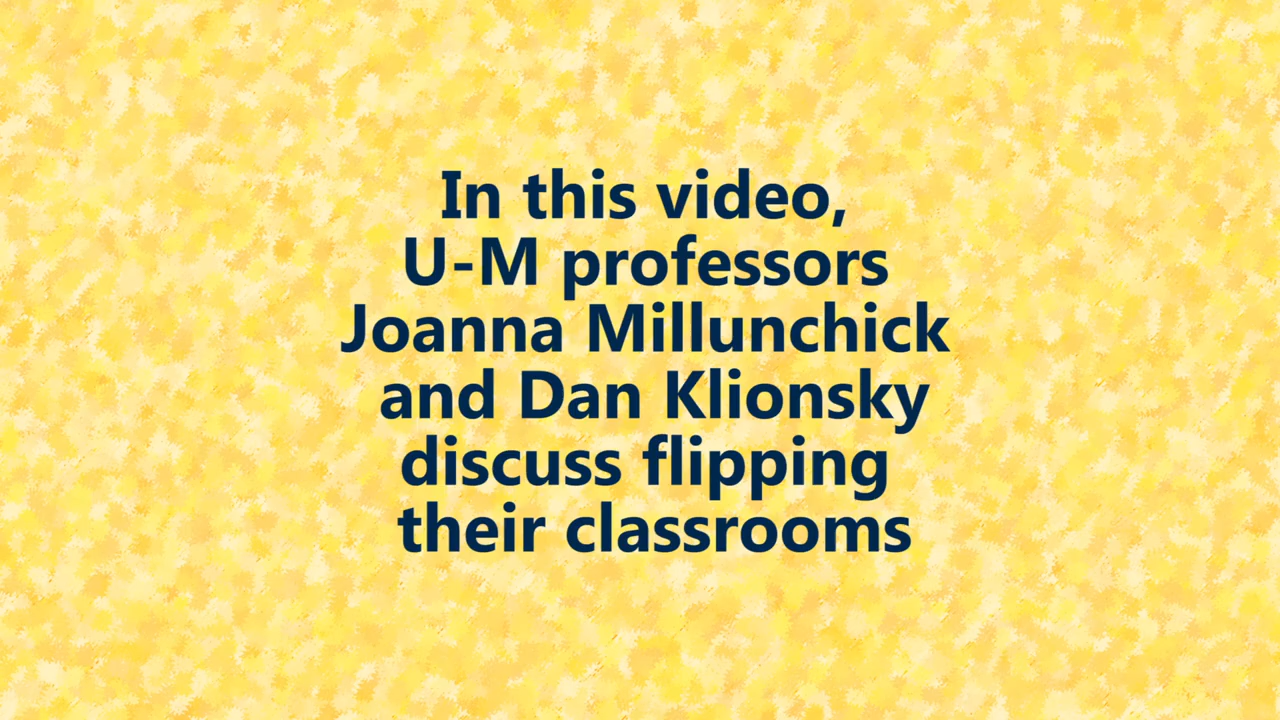 In this video,
U-M professors
Joanna Millunchick
and Dan Klionsky
discuss flipping
their classrooms